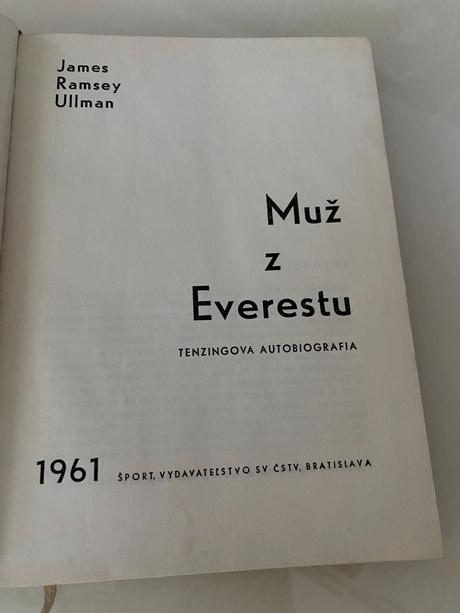 James
Ramsey
Ullman
Muž
z
Everestu
TENZINGOVA AUTOBIOGRAFIA
1961 ŠPORT, VYDAVATEĽSTVO SV ČSTV, BRATISLAVA